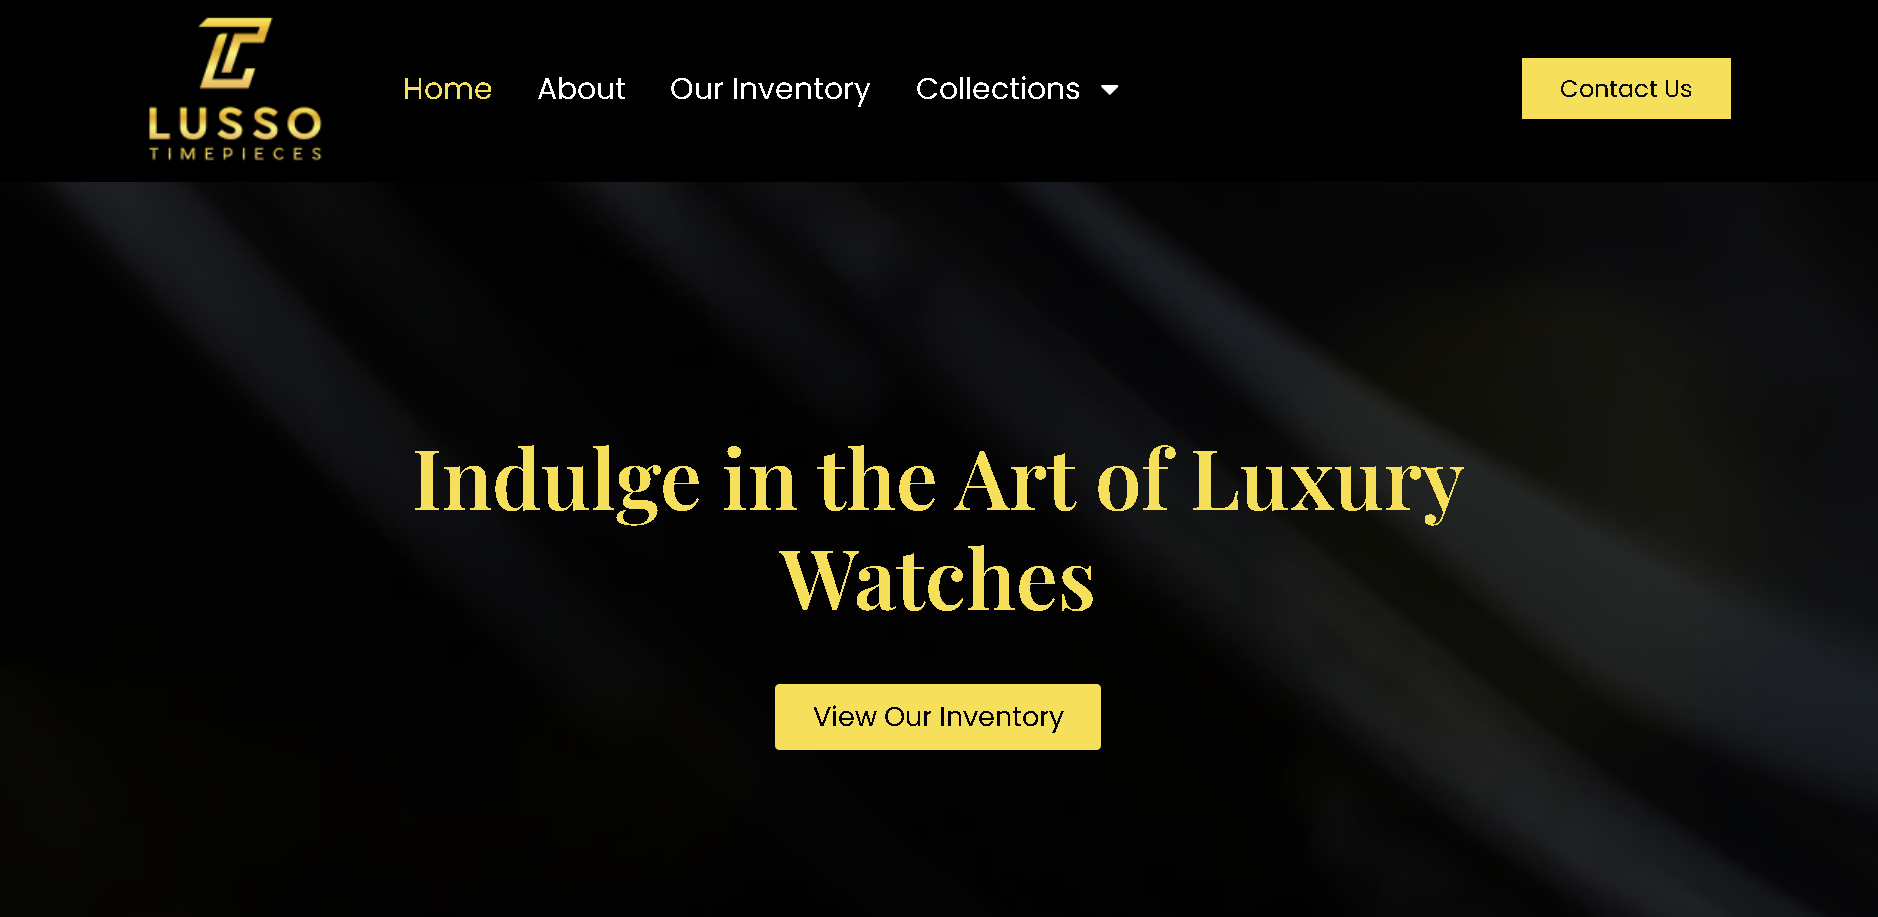 LUSSO
TIMEPIECES
Home About Our Inventory Collections
Contact Us
Indulge in the Art of Luxury
Watches
View Our Inventory